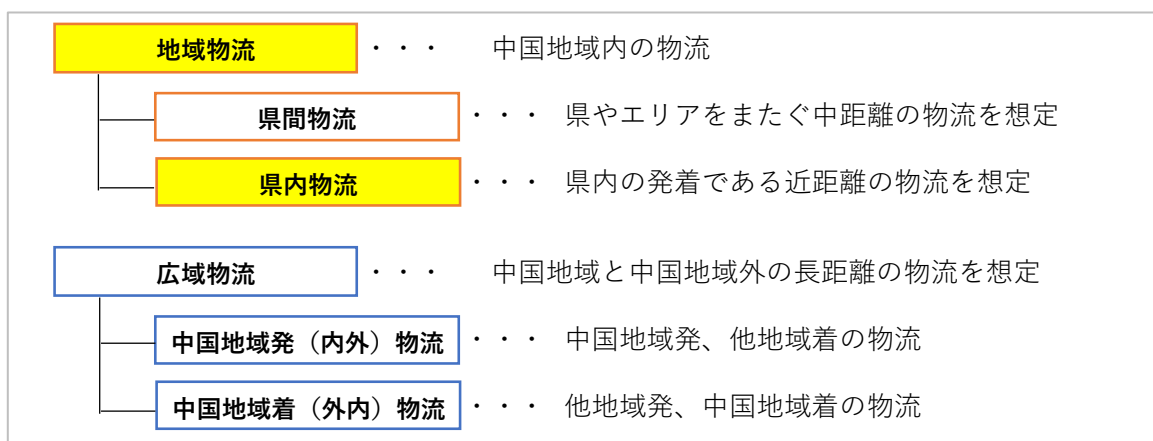 地域物流 ・・・ 中国地域内の物流
県間物流 ・・・ 県やエリアをまたぐ中距離の物流を想定
県内物流 ・・・ 県内の発着である近距離の物流を想定
広域物流 ・・・ 中国地域と中国地域外の長距離の物流を想定
中国地域発（内外）物流 ・・・ 中国地域発、他地域着の物流
中国地域着（外内）物流 ・・・ 他地域発、中国地域着の物流